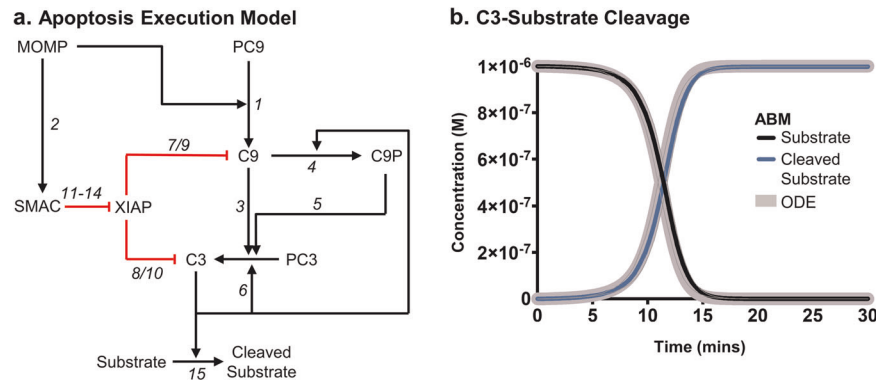 a. Apoptosis Execution Model
MOMP
PC9
1
2
7/9
C9
4
C9P
11-14
SMAC
XIAP
3
5
8/10
C3
PC3
6
Substrate
15
Cleaved
Substrate
b. C3-Substrate Cleavage
Concentration (M)
1×10⁻⁶
8×10⁻⁷
6×10⁻⁷
4×10⁻⁷
2×10⁻⁷
0
0 5 10 15 20 25 30
Time (mins)
ABM
Substrate
Cleaved
Substrate
ODE